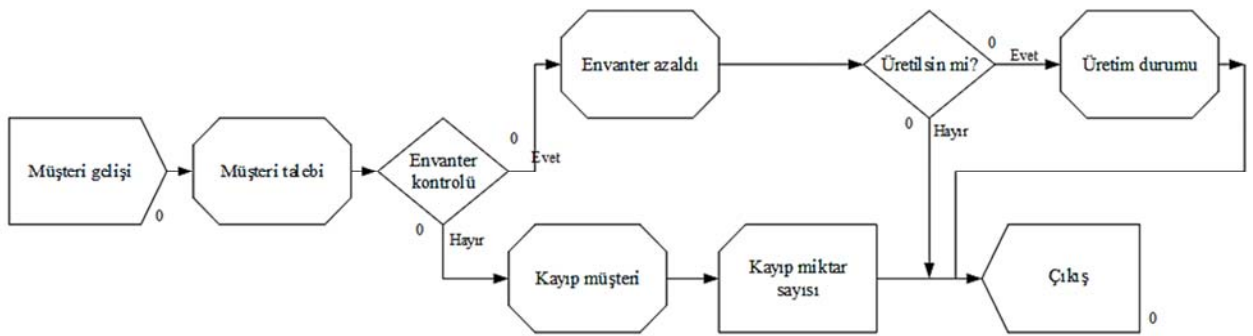 Envanter azaldı
Üretilsin mi?
0
Evet
Üretim durumu
0
Hayır
Müşteri gelişi
0
Müşteri talebi
Envanter
kontrolü
0
Evet
0
Hayır
Kayıp müşteri
Kayıp miktar
sayısı
Çıkış
0